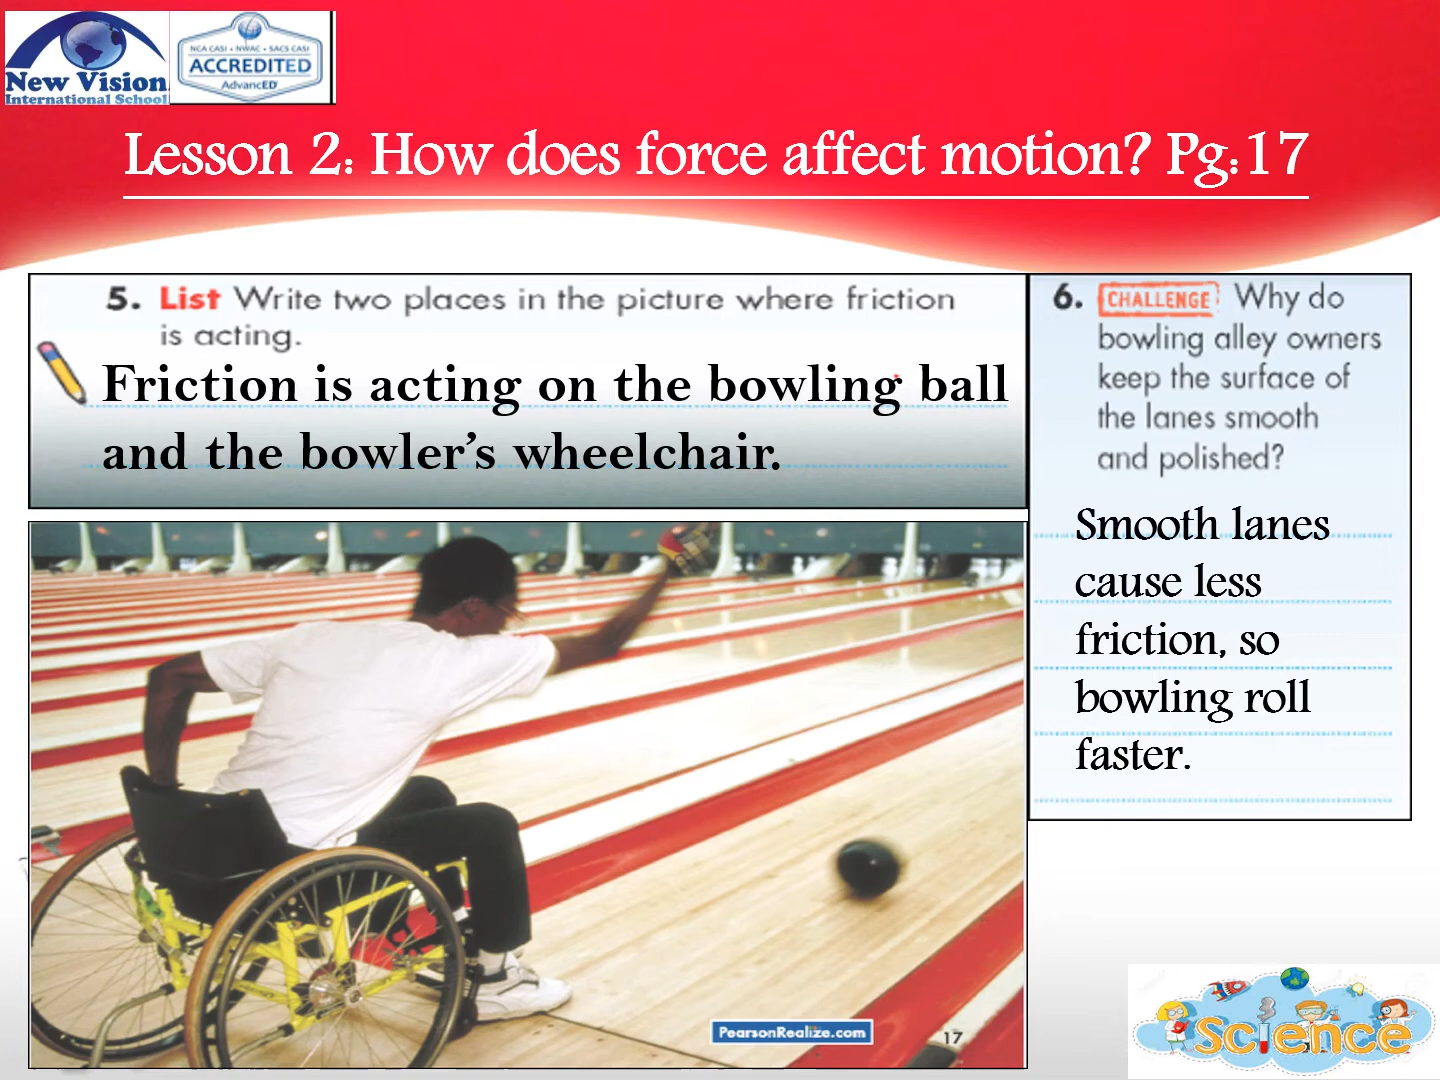 New Vision
International School
NCA CASI • NWAC • SACS CASI
ACCREDITED
AdvancED
Lesson 2: How does force affect motion? Pg:17
5. List Write two places in the picture where friction
is acting.
Friction is acting on the bowling ball
and the bowler’s wheelchair.
6. CHALLENGE Why do
bowling alley owners
keep the surface of
the lanes smooth
and polished?
Smooth lanes
cause less
friction, so
bowling roll
faster.
PearsonRealize.com
17
Science